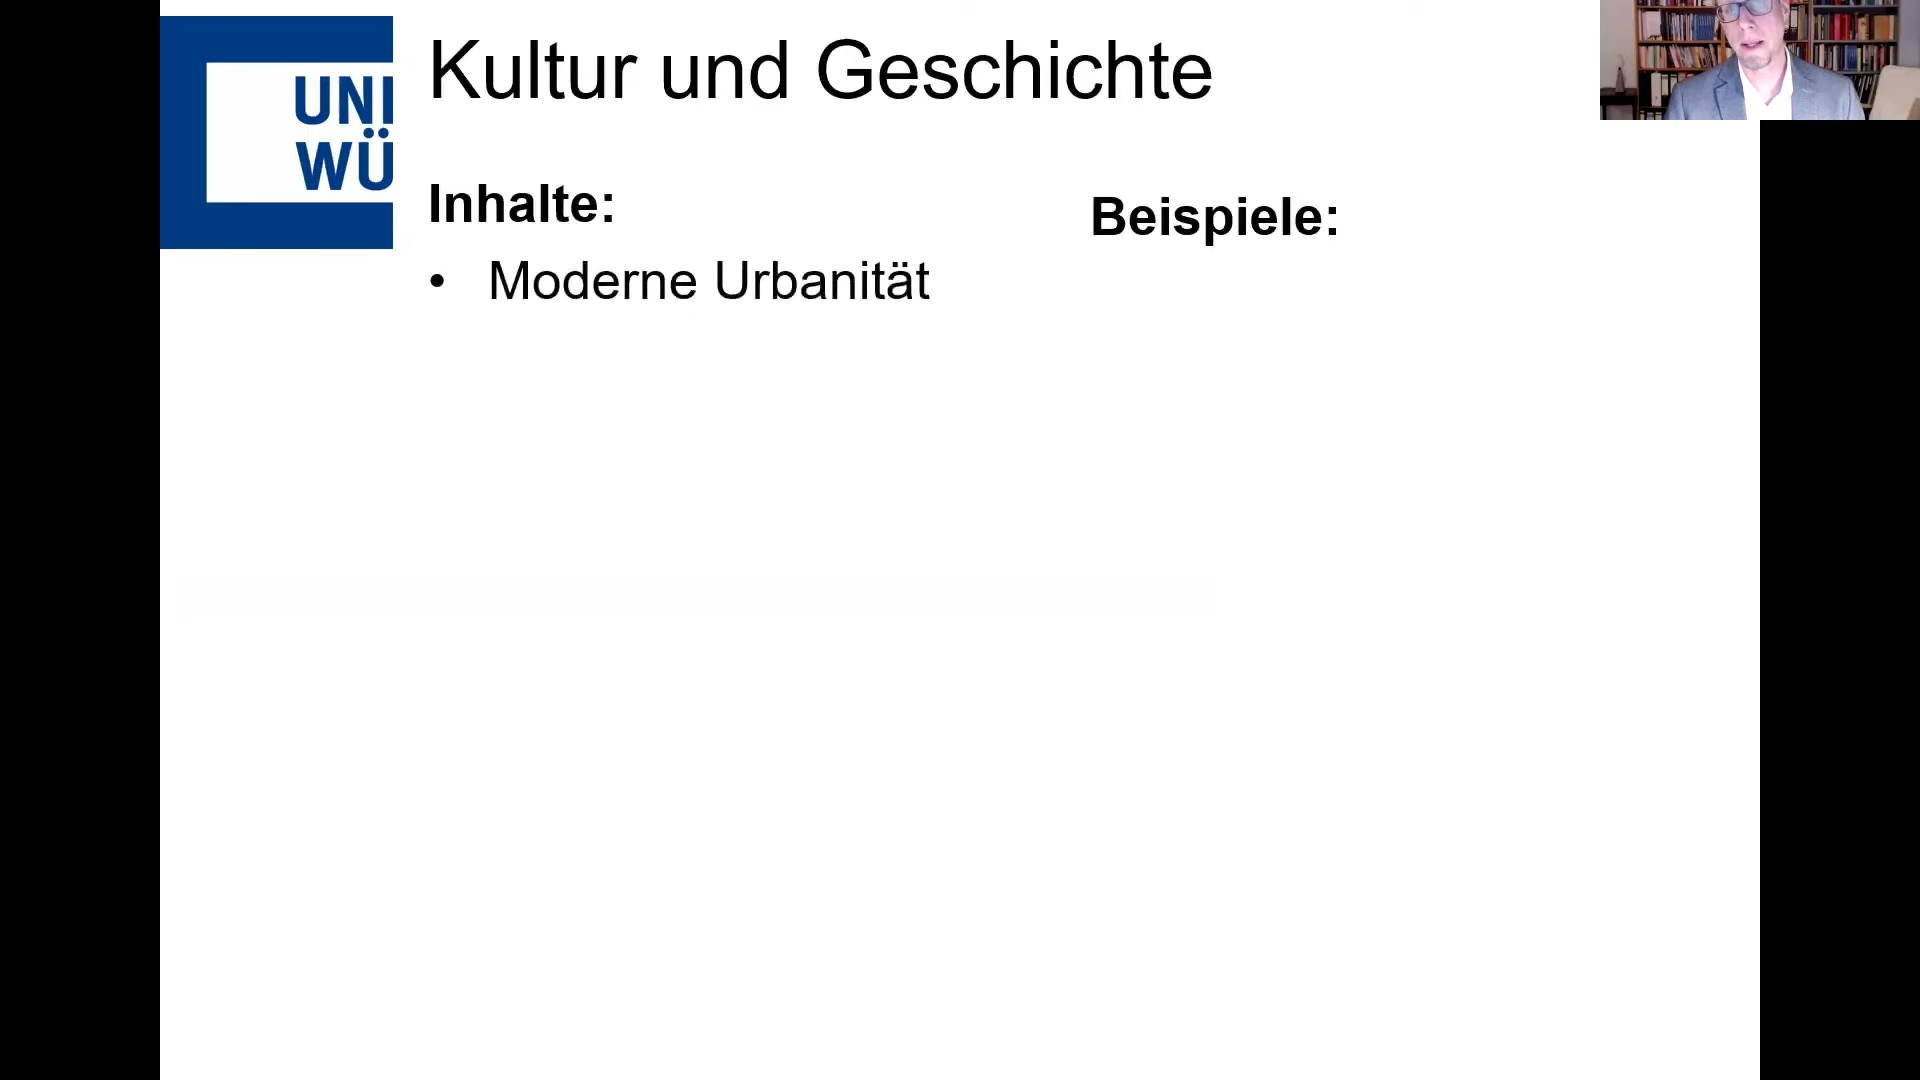 UNI
WÜ
Kultur und Geschichte
Inhalte:
• Moderne Urbanität
Beispiele: